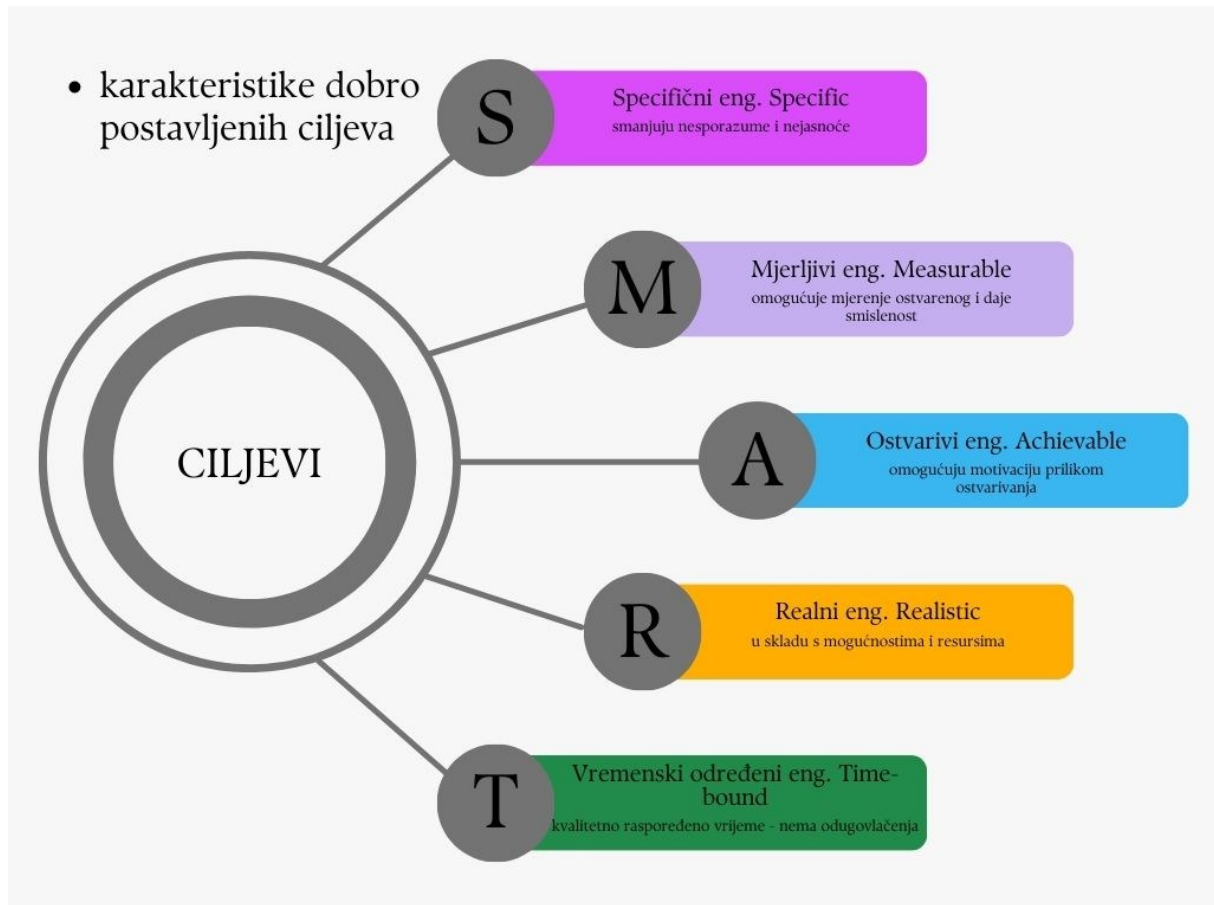 • karakteristike dobro
postavljenih ciljeva
S
Specifični eng. Specific
smanjuju nesporazume i nejasnoće
M
Mjerljivi eng. Measurable
omogućuje mjerenje ostvarenog i daje
smislenost
CILJEVI
A
Ostvarivi eng. Achievable
omogućuju motivaciju prilikom
ostvarivanja
R
Realni eng. Realistic
u skladu s mogućnostima i resursima
T
Vremenski određeni eng. Time-
bound
kvalitetno raspoređeno vrijeme - nema odugovlačenja